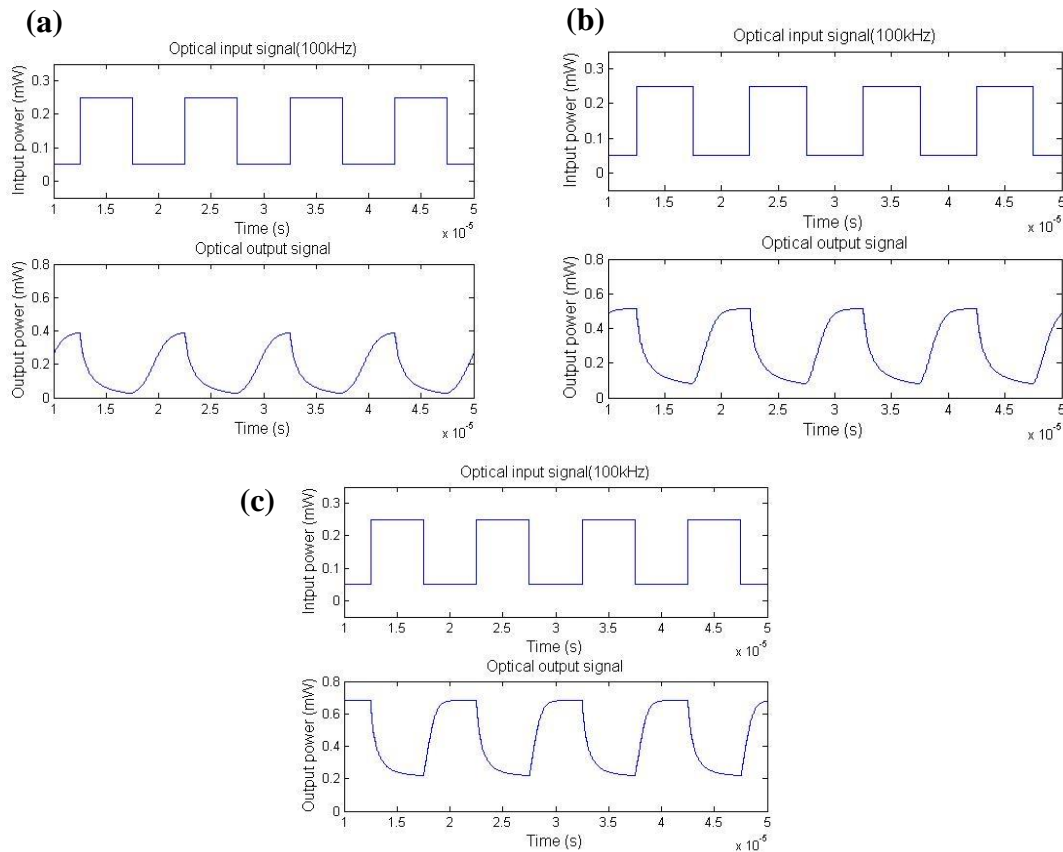 (a)
Optical input signal(100kHz)
Intput power (mW)
0.3
0.2
0.1
0
1 1.5 2 2.5 3 3.5 4 4.5 5
Time (s)
x 10-5
Optical output signal
Output power (mW)
0.8
0.6
0.4
0.2
0
1 1.5 2 2.5 3 3.5 4 4.5 5
Time (s)
x 10-5
(b)
Optical input signal(100kHz)
Intput power (mW)
0.3
0.2
0.1
0
1 1.5 2 2.5 3 3.5 4 4.5 5
Time (s)
x 10-5
Optical output signal
Output power (mW)
0.8
0.6
0.4
0.2
0
1 1.5 2 2.5 3 3.5 4 4.5 5
Time (s)
x 10-5
(c)
Optical input signal(100kHz)
Intput power (mW)
0.3
0.2
0.1
0
1 1.5 2 2.5 3 3.5 4 4.5 5
Time (s)
x 10-5
Optical output signal
Output power (mW)
0.8
0.6
0.4
0.2
0
1 1.5 2 2.5 3 3.5 4 4.5 5
Time (s)
x 10-5